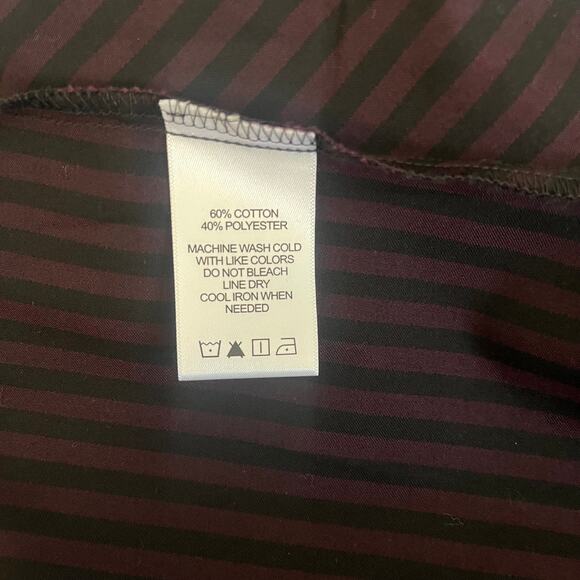 60% COTTON
40% POLYESTER
MACHINE WASH COLD
WITH LIKE COLORS
DO NOT BLEACH
LINE DRY
COOL IRON WHEN
NEEDED